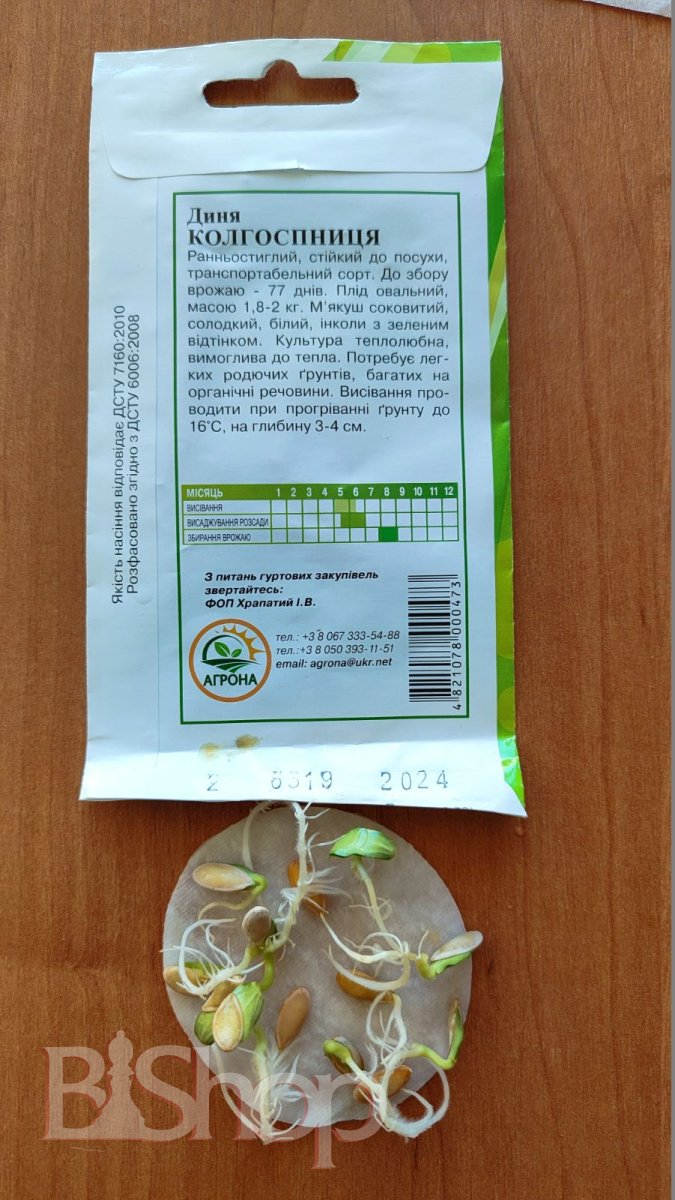 Диня
КОЛГОСПНИЦЯ
Ранньостиглий, стійкий до посухи,
транспортабельний сорт. До збору
врожаю - 77 днів. Плід овальний,
масою 1,8-2 кг. М'якуш соковитий,
солодкий, білий, інколи з зеленим
відтінком. Культура теплолюбна,
вимоглива до тепла. Потребує лег-
ких родючих ґрунтів, багатих на
органічні речовини. Висівання про-
водити при прогріванні ґрунту до
16°С, на глибину 3-4 см.
МІСЯЦЬ 1 2 3 4 5 6 7 8 9 10 11 12
ВИСІВАННЯ
ВИСАДЖУВАННЯ РОЗСАДИ
ЗБИРАННЯ ВРОЖАЮ
З питань гуртових закупівель
звертайтесь:
ФОП Храпатий І.В.
тел.: +3 8 067 333-54-88
тел.:+3 8 050 393-11-51
email: agrona@ukr.net
АГРОНА
4 821078 000473
Якість насіння відповідає ДСТУ 7160:2010
Розфасовано згідно з ДСТУ 6006:2008
2 6319 2024
BiShop